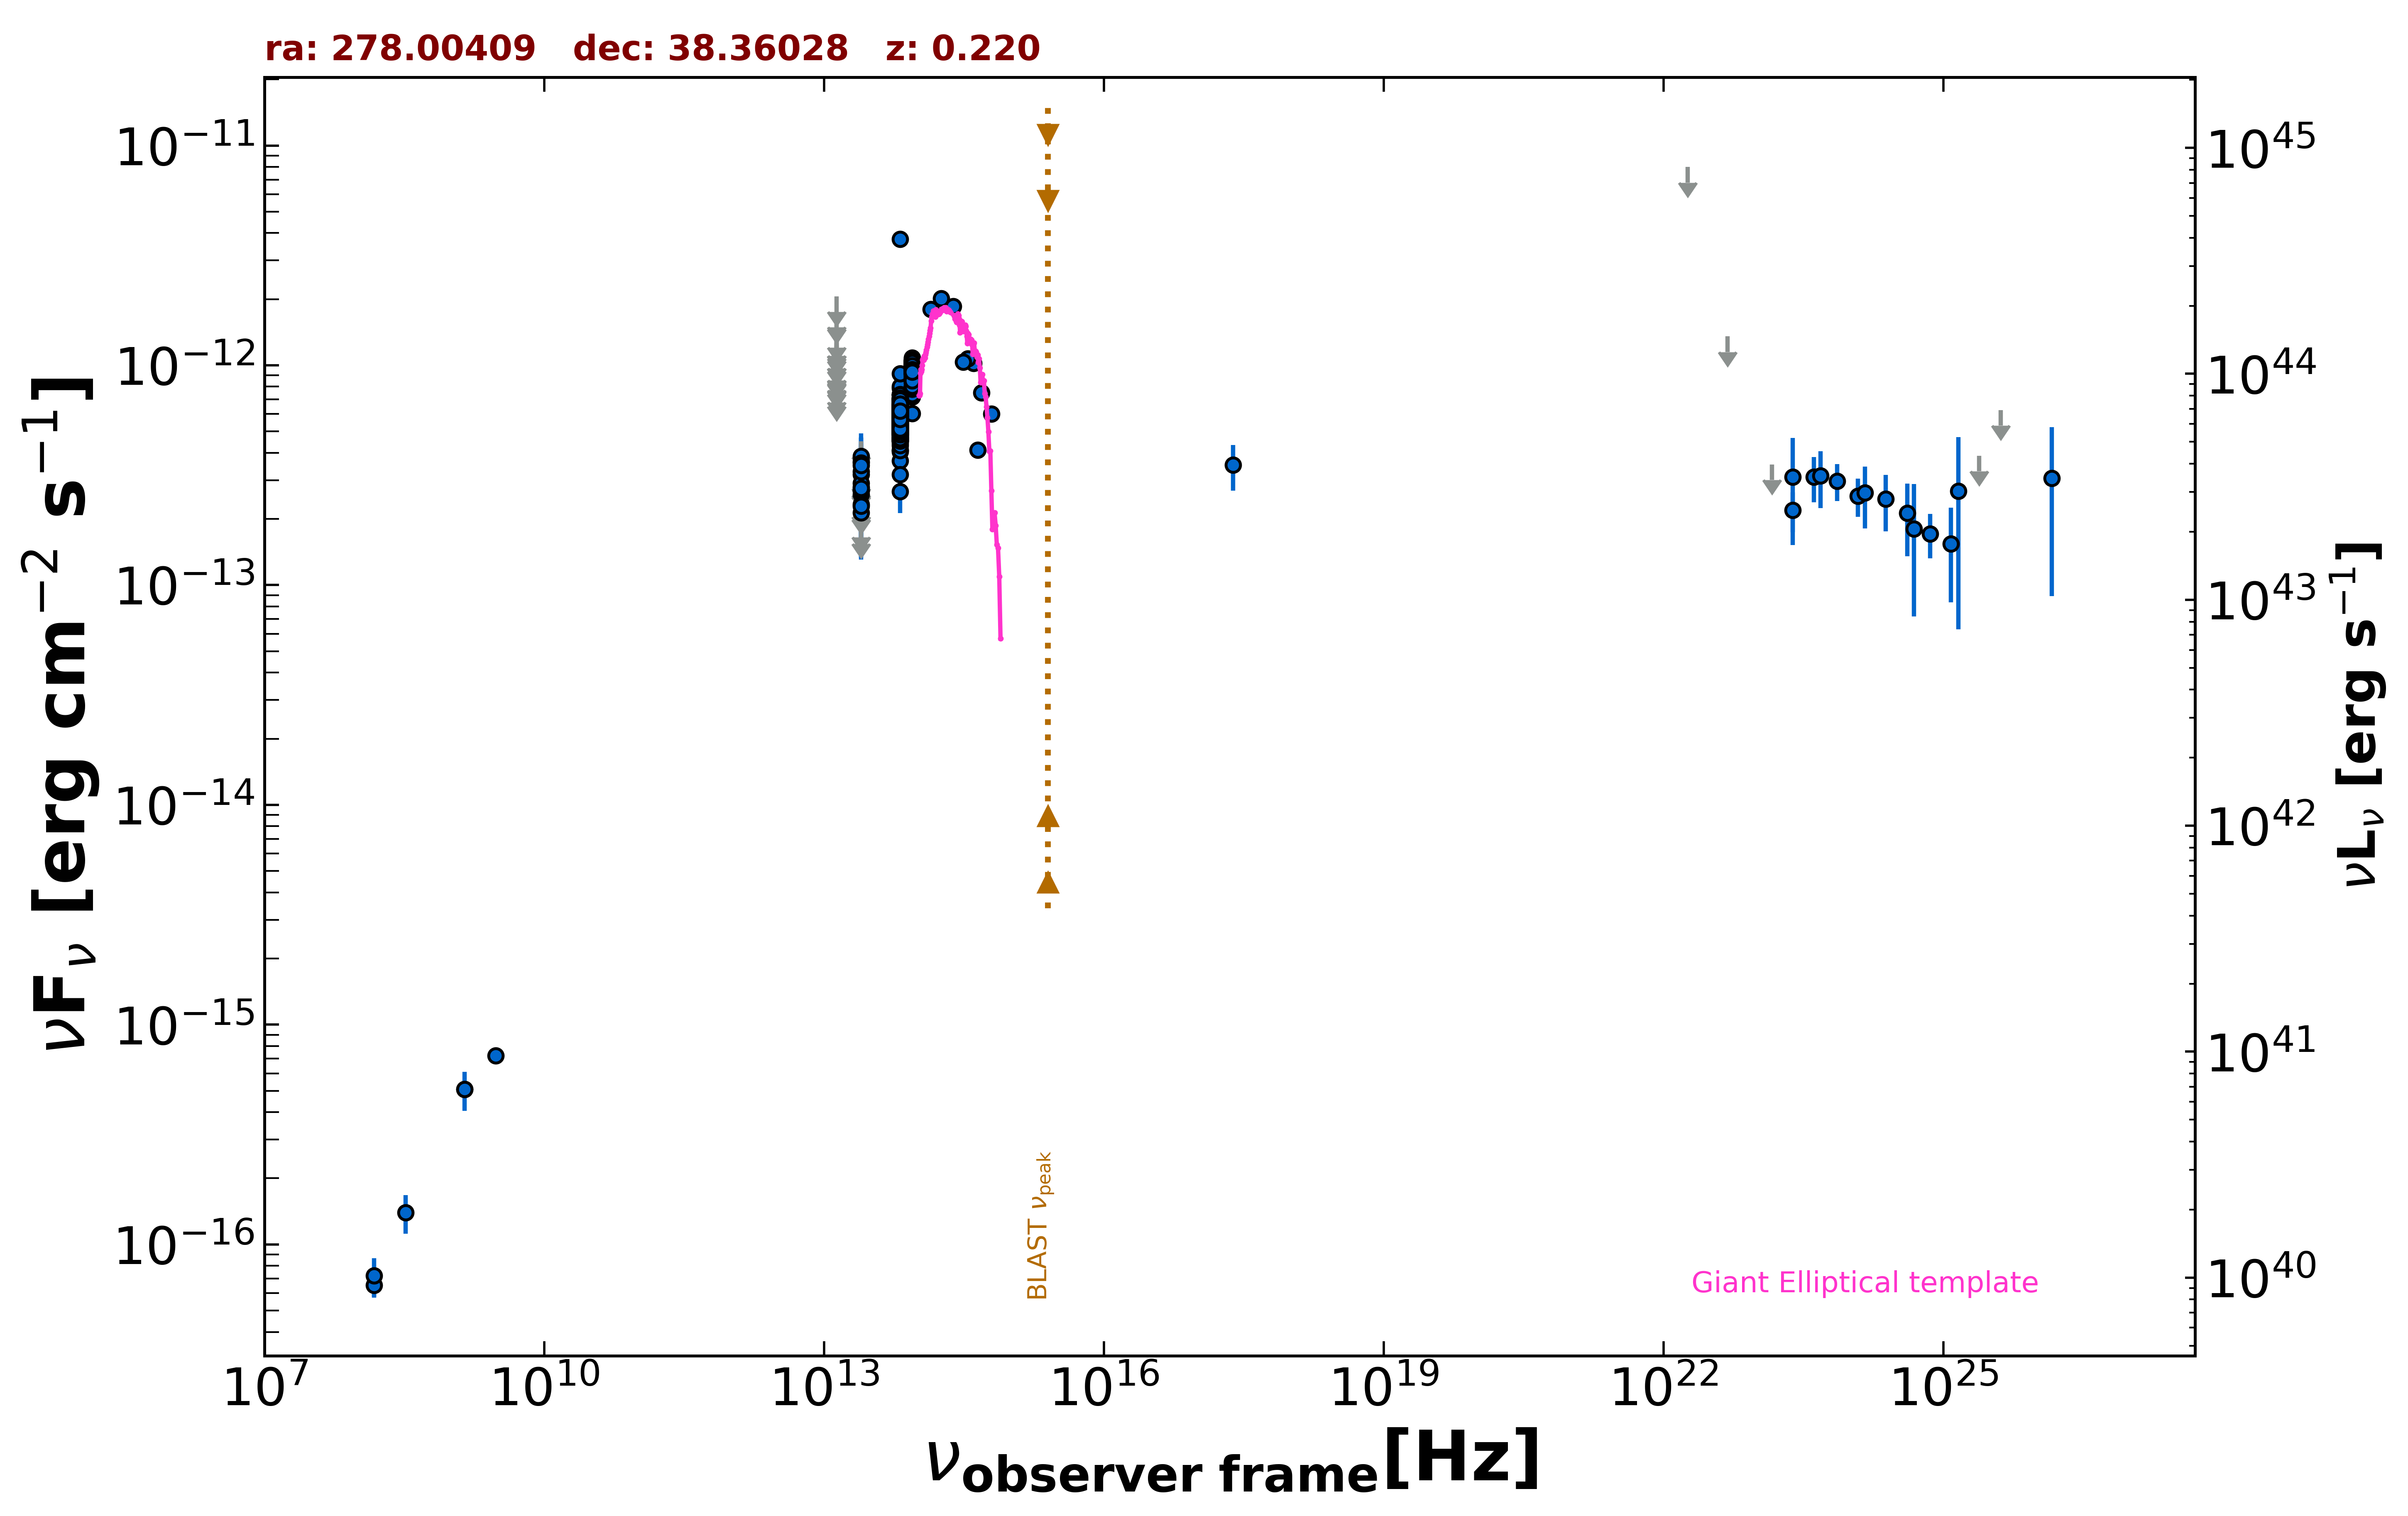 ra: 278.00409 dec: 38.36028 z: 0.220
νF_ν [erg cm⁻² s⁻¹]
10⁻¹¹
10⁻¹²
10⁻¹³
10⁻¹⁴
10⁻¹⁵
10⁻¹⁶
10⁴⁵
10⁴⁴
10⁴³
10⁴²
10⁴¹
10⁴⁰
νL_ν [erg s⁻¹]
BLAST ν_peak
Giant Elliptical template
10⁷ 10¹⁰ 10¹³ 10¹⁶ 10¹⁹ 10²² 10²⁵
ν_observer frame [Hz]